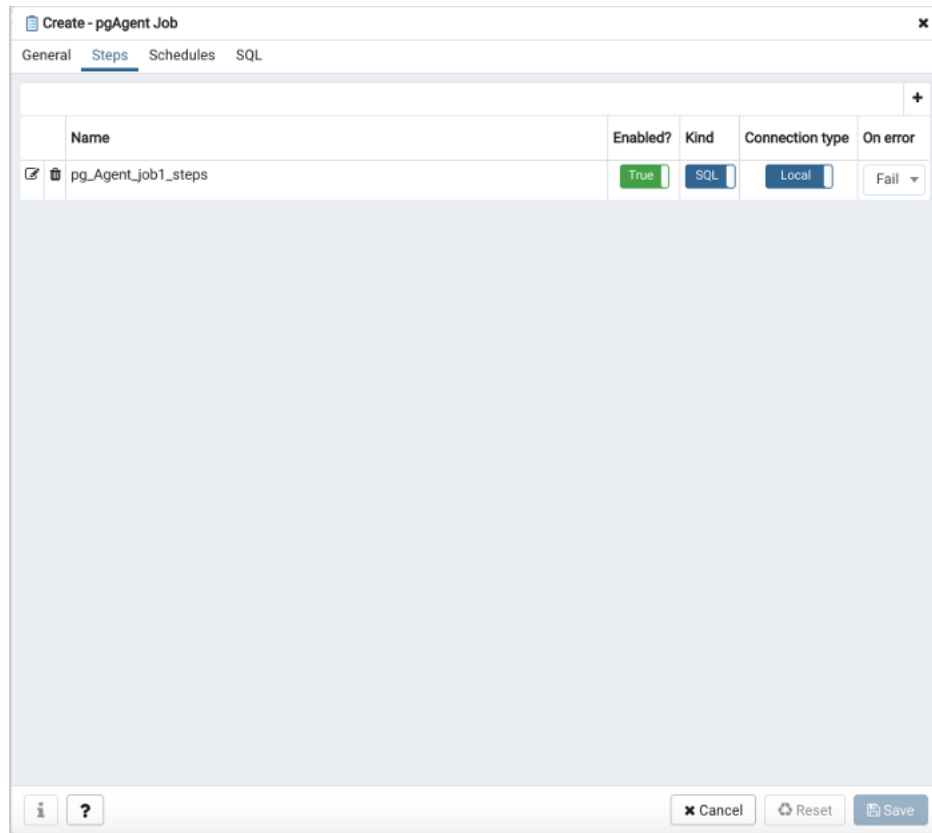 Create - pgAgent Job
General Steps Schedules SQL
Name Enabled? Kind Connection type On error
pg_Agent_job1_steps True SQL Local Fail
i ? Cancel Reset Save